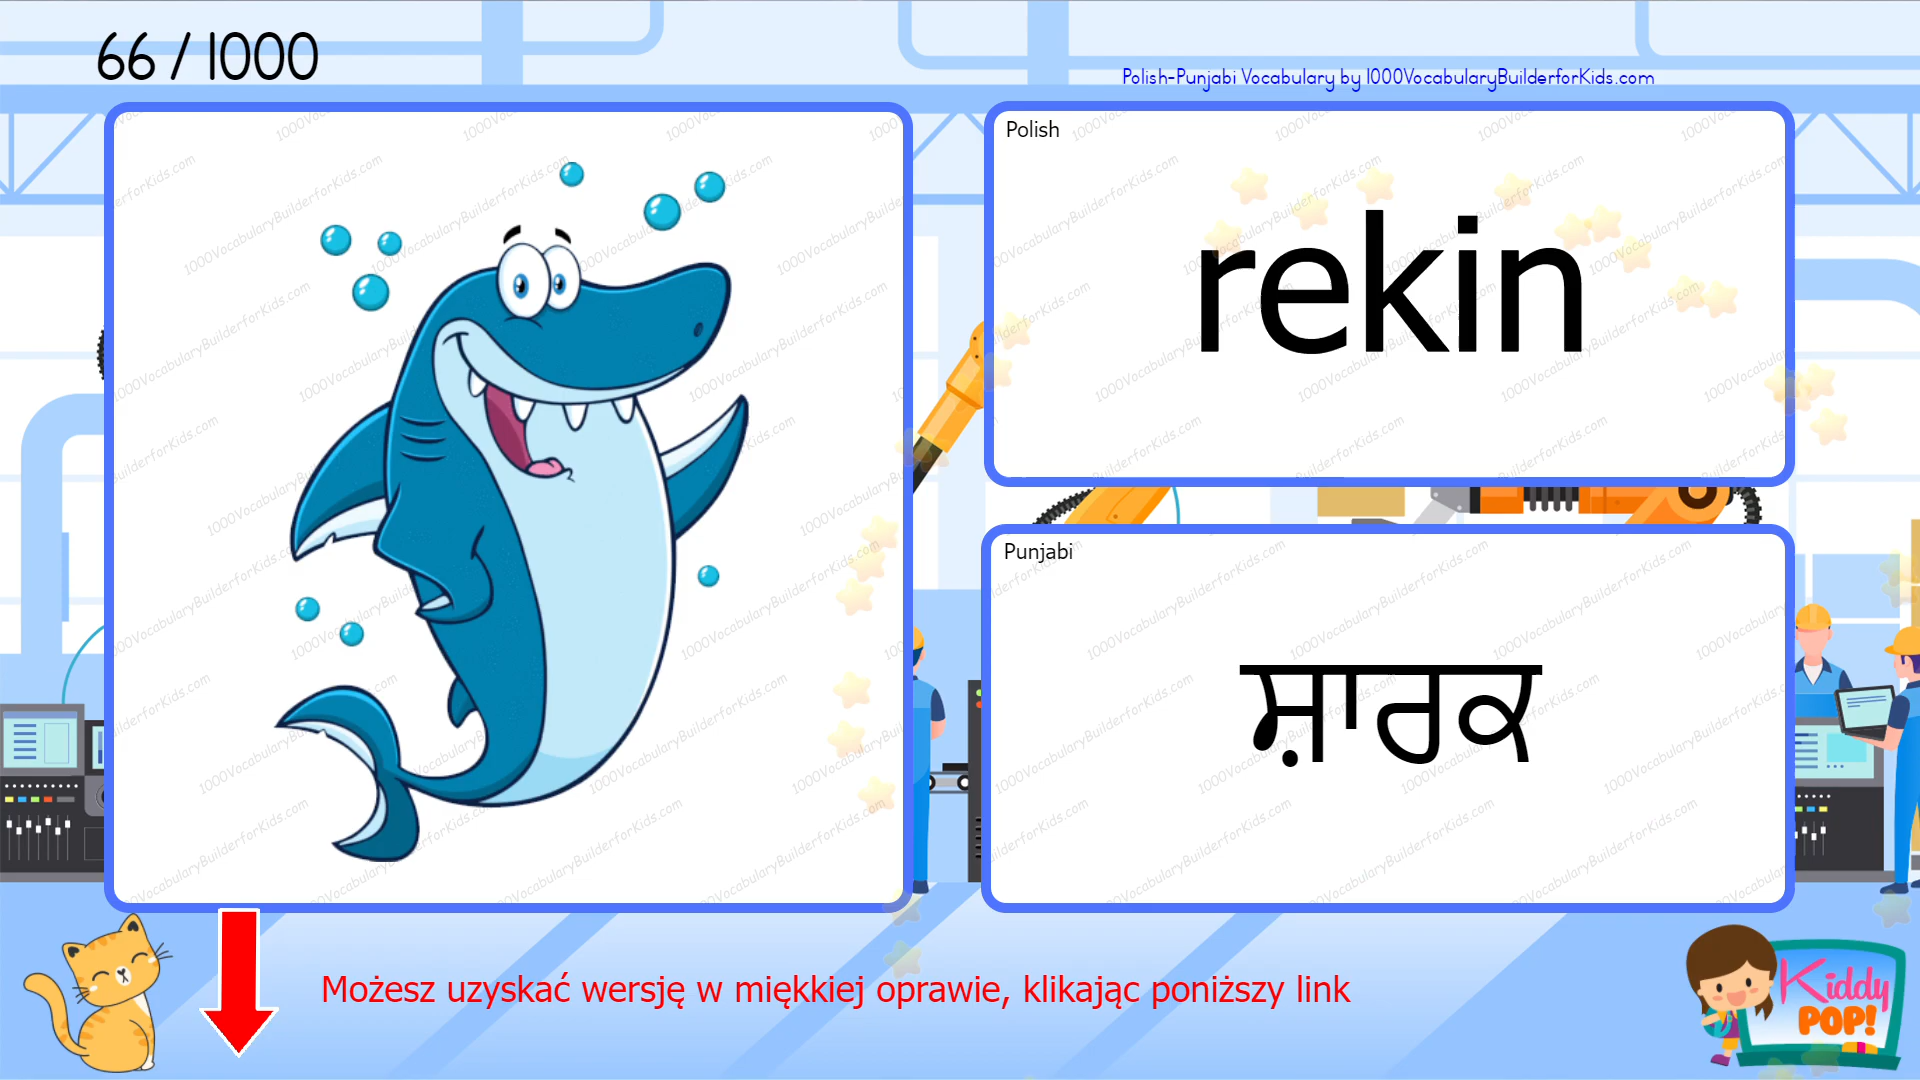 66 / 1000
Polish-Punjabi Vocabulary by 1000VocabularyBuilderforKids.com
Polish
rekin
Punjabi
ਸ਼ਾਰਕ
Możesz uzyskać wersję w miękkiej oprawie, klikając poniższy link
Kiddy
POP!